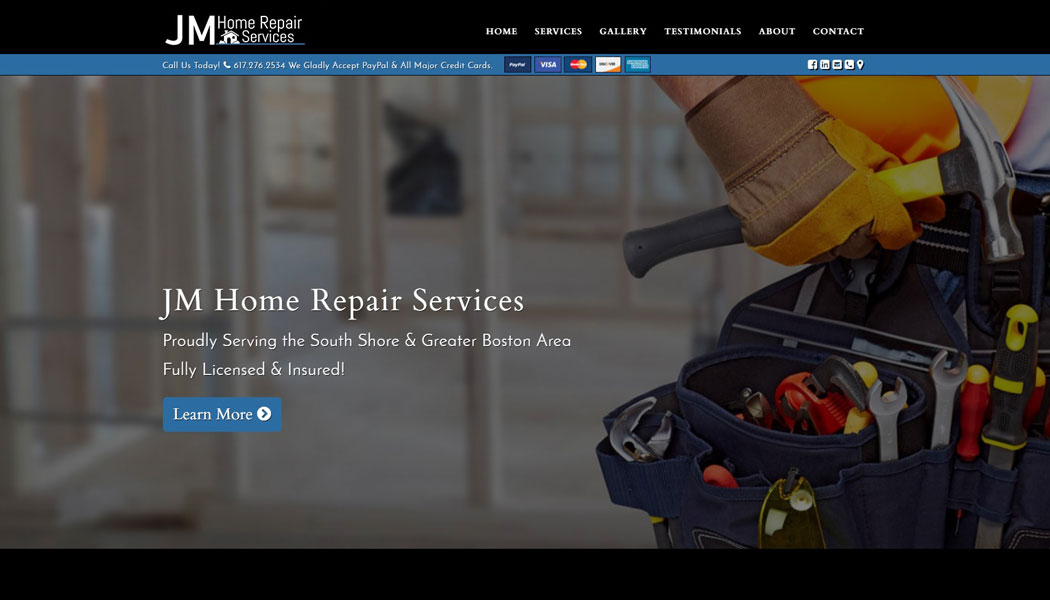 JM Home Repair Services
HOME SERVICES GALLERY TESTIMONIALS ABOUT CONTACT
Call Us Today! 617.276.2534 We Gladly Accept PayPal & All Major Credit Cards.
PayPal VISA MasterCard DISCOVER AMERICAN EXPRESS
JM Home Repair Services
Proudly Serving the South Shore & Greater Boston Area
Fully Licensed & Insured!
Learn More